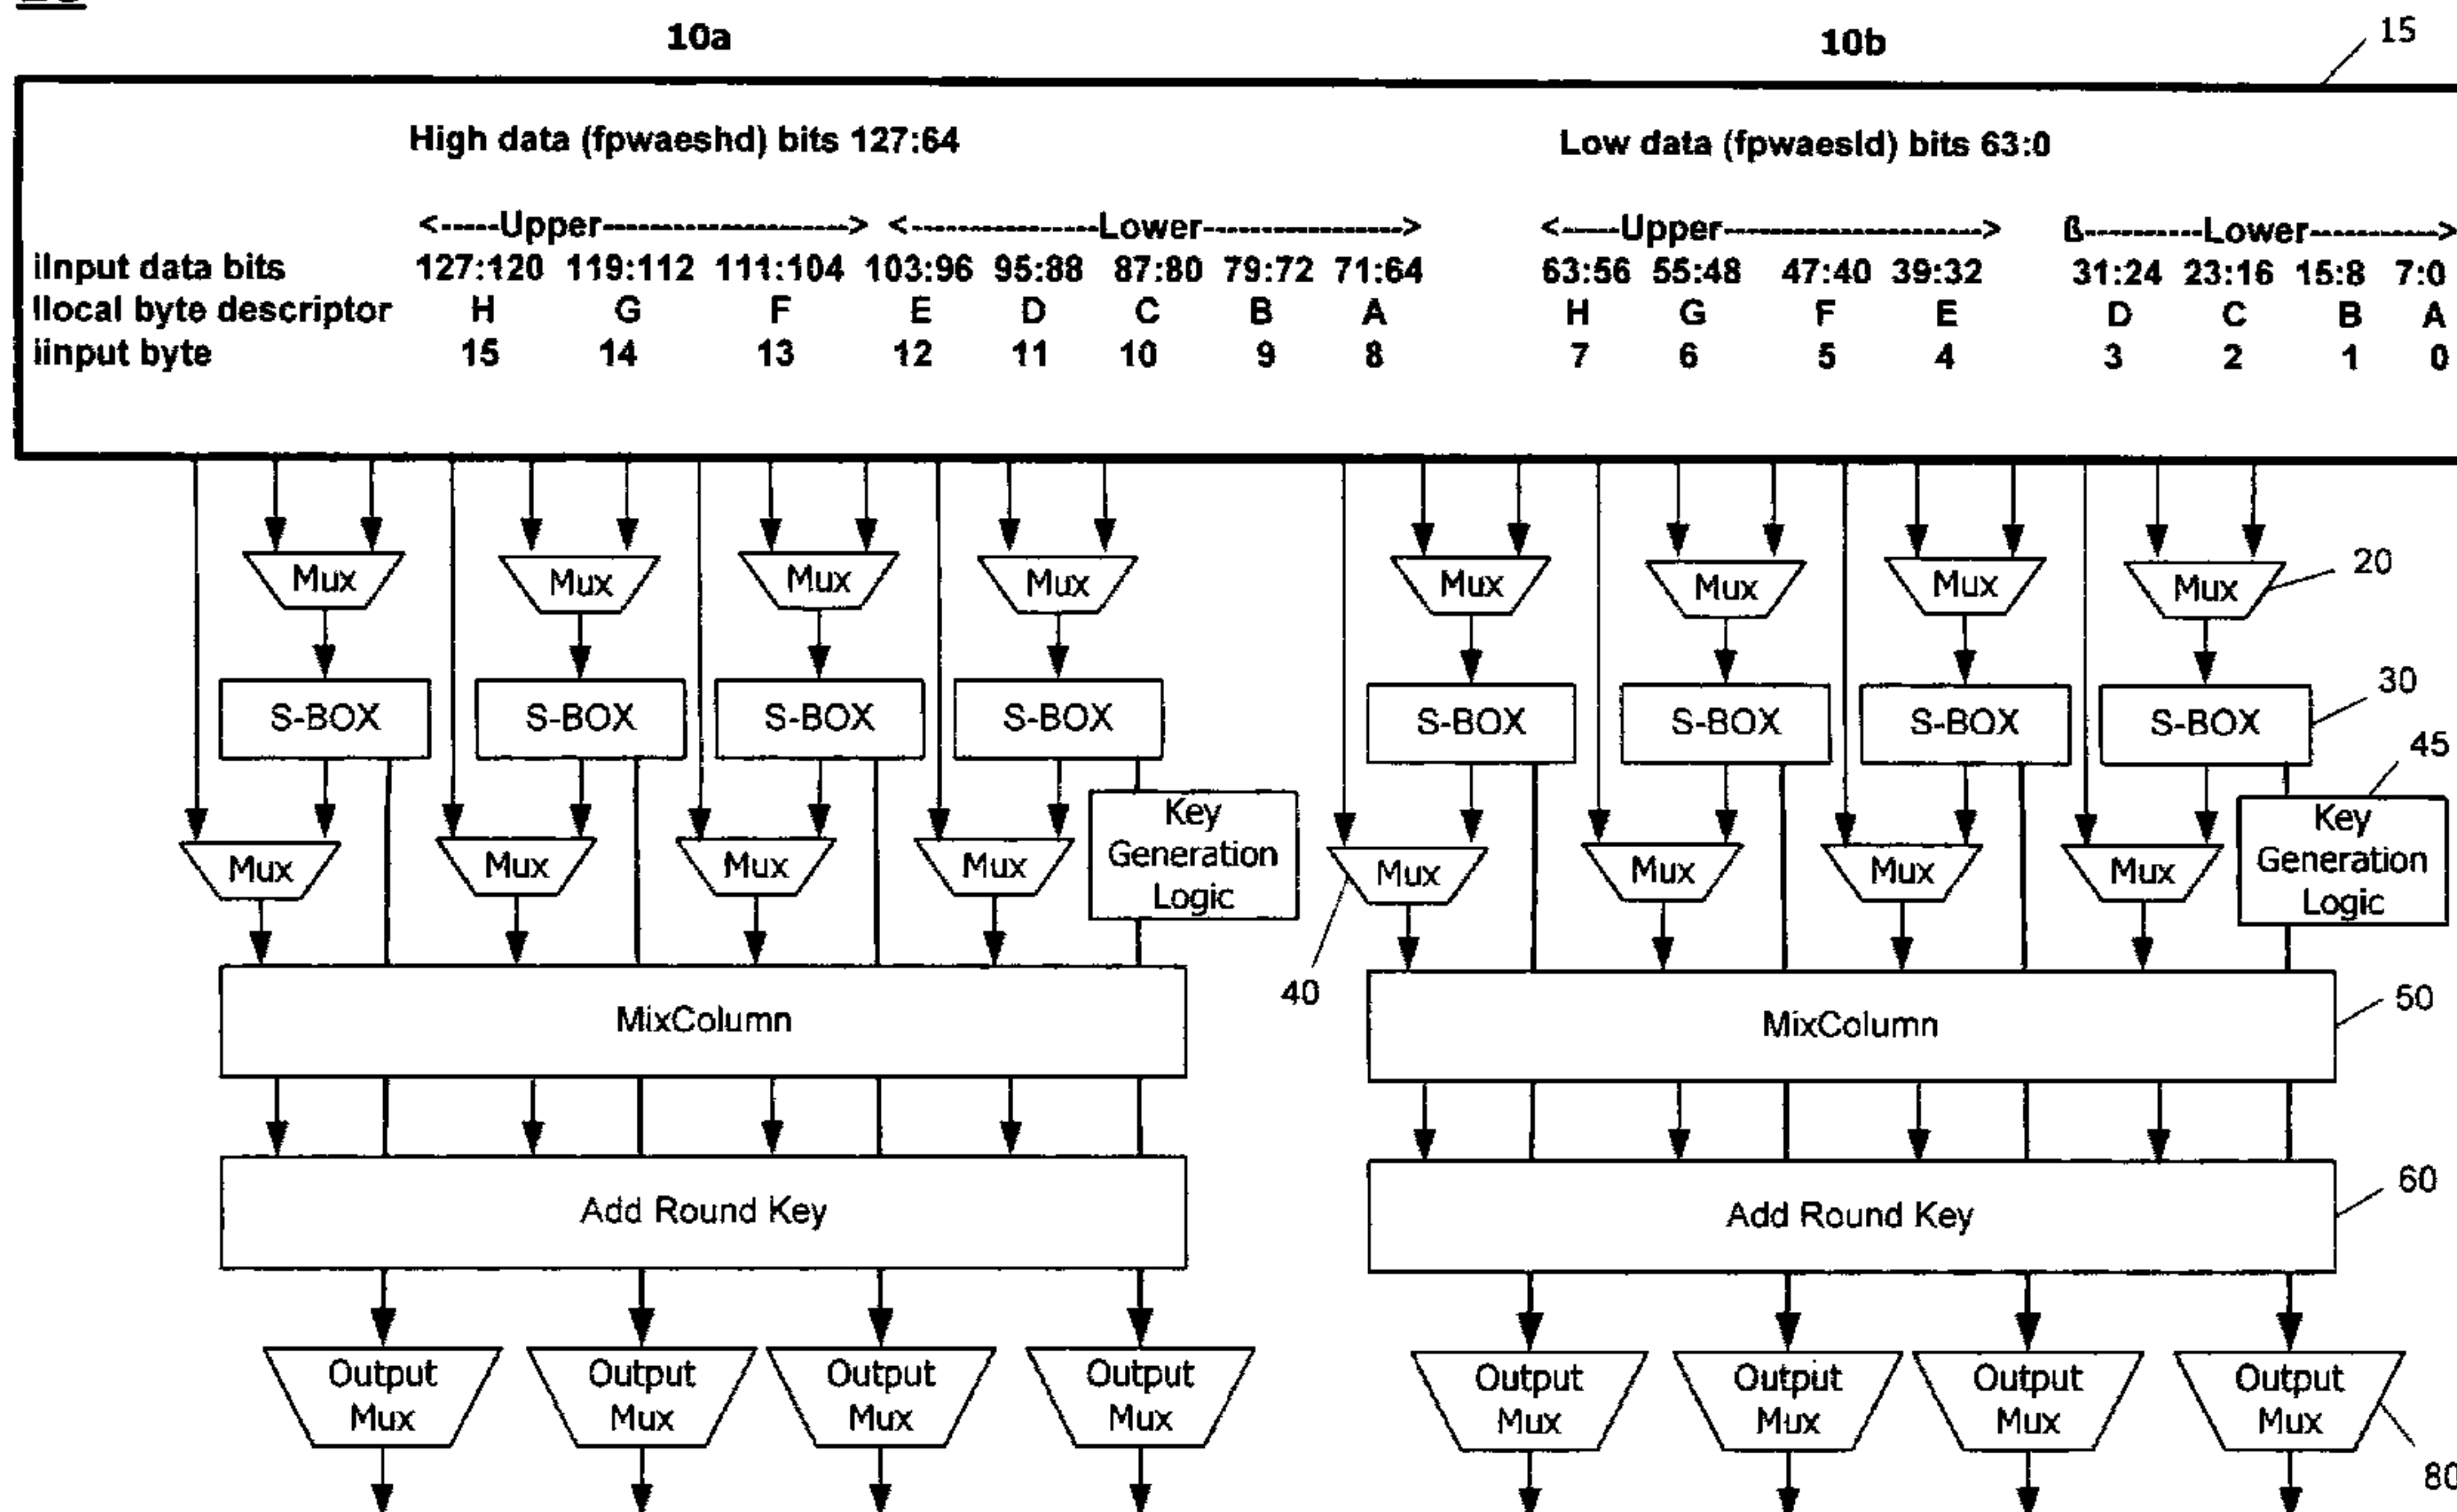 10a 10b 15
High data (fpwaeshd) bits 127:64 Low data (fpwaesld) bits 63:0
<-----Upper--------------------> <-----------------Lower----------------> <-----Upper---------------------> ß----------Lower------------>
iInput data bits 127:120 119:112 111:104 103:96 95:88 87:80 79:72 71:64 63:56 55:48 47:40 39:32 31:24 23:16 15:8 7:0
llocal byte descriptor H G F E D C B A H G F E D C B A
iinput byte 15 14 13 12 11 10 9 8 7 6 5 4 3 2 1 0
Mux Mux Mux Mux Mux Mux Mux Mux 20
S-BOX S-BOX S-BOX S-BOX S-BOX S-BOX S-BOX S-BOX 30
45
Key Generation Logic
Key Generation Logic
Mux Mux Mux Mux Mux Mux Mux Mux
40
MixColumn MixColumn 50
Add Round Key Add Round Key 60
Output Output Output Output Output Output Output Output
Mux Mux Mux Mux Mux Mux Mux Mux
80